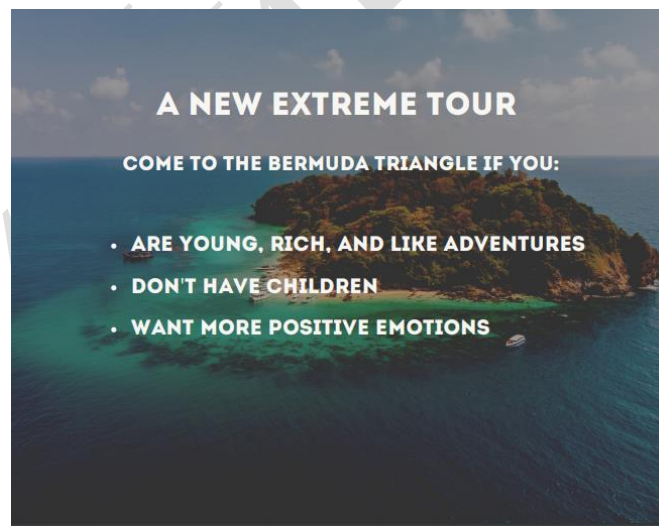 A NEW EXTREME TOUR
COME TO THE BERMUDA TRIANGLE IF YOU:
• ARE YOUNG, RICH, AND LIKE ADVENTURES
• DON'T HAVE CHILDREN
• WANT MORE POSITIVE EMOTIONS